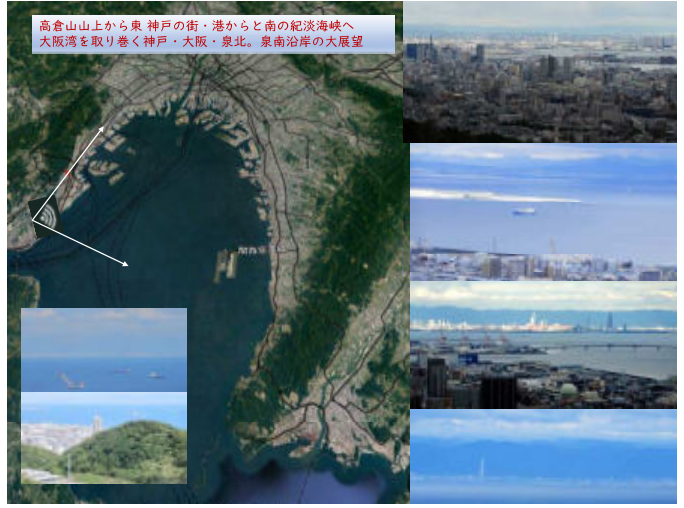 高倉山山上から東 神戸の街・港からと南の紀淡海峡へ
大阪湾を取り巻く神戸・大阪・泉北。泉南沿岸の大展望